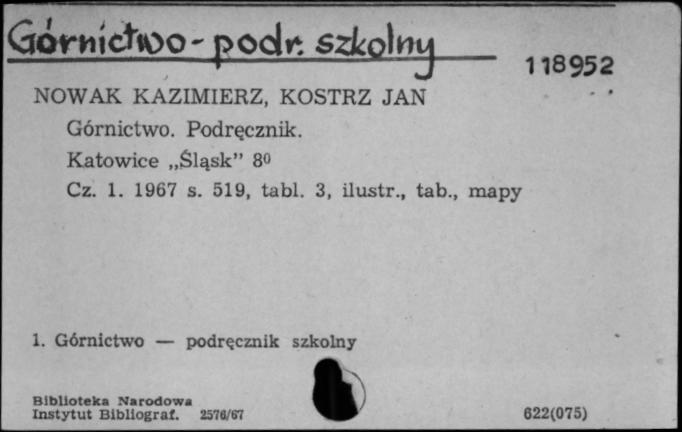 Górnictwo - podr. szkolny
118952
NOWAK KAZIMIERZ, KOSTRZ JAN
Górnictwo. Podręcznik.
Katowice „Śląsk” 8º
Cz. 1. 1967 s. 519, tabl. 3, ilustr., tab., mapy
1. Górnictwo — podręcznik szkolny
Biblioteka Narodowa
Instytut Bibliograf. 2576/67
622(075)